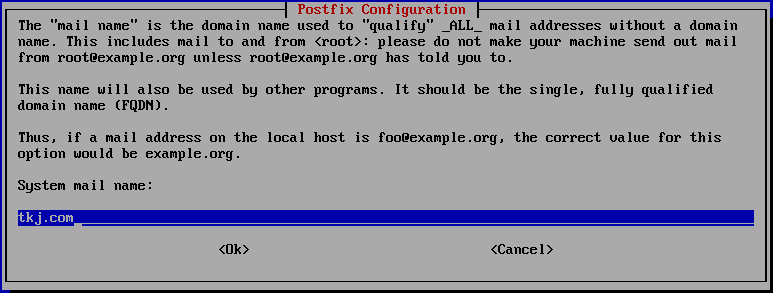 Postfix Configuration
The "mail name" is the domain name used to "qualify" _ALL_ mail addresses without a domain
name. This includes mail to and from <root>: please do not make your machine send out mail
from root@example.org unless root@example.org has told you to.
This name will also be used by other programs. It should be the single, fully qualified
domain name (FQDN).
Thus, if a mail address on the local host is foo@example.org, the correct value for this
option would be example.org.
System mail name:
tkj.com
<Ok> <Cancel>